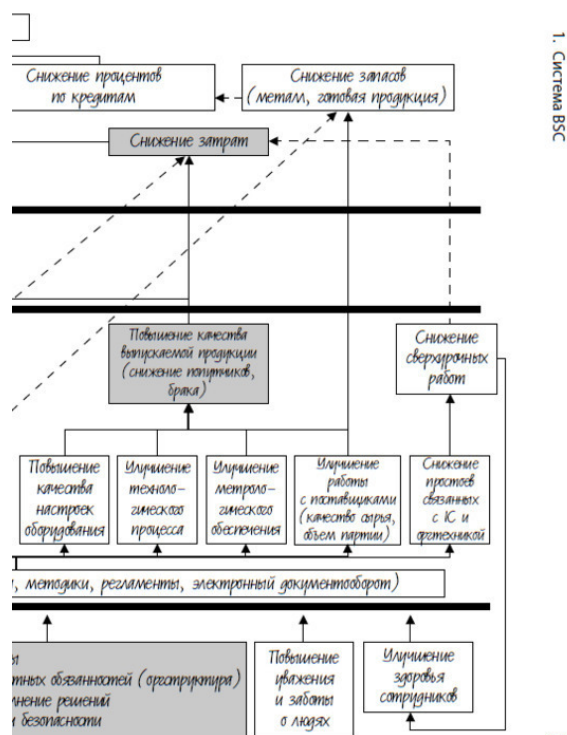 1. Система BSC
Снижение процентов
по кредитам
Снижение запасов
(металл, готовая продукция)
Снижение затрат
Повышение качества
выпускаемой продукции
(снижение попутчиков,
брака)
Снижение
сверхурочных
работ
Повышение
качества
настроек
оборудования
Улучшение
техноло-
гического
процесса
Улучшение
метроло-
гического
обеспечения
Улучшение
работы
с поставщиками
(качество сырья,
объем партии)
Снижение
простоев
связанных
с IC и
оргтехникой
, методики, регламенты, электронный документооборот)
тных обязанностей (оргструктура)
лнение решений
и безопасности
Повышение
уважения
и заботы
о людях
Улучшение
здоровья
сотрудников